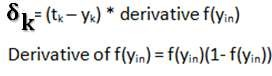 δk= (tk – yk) * derivative f(yin)
Derivative of f(yin) = f(yin)(1- f(yin))